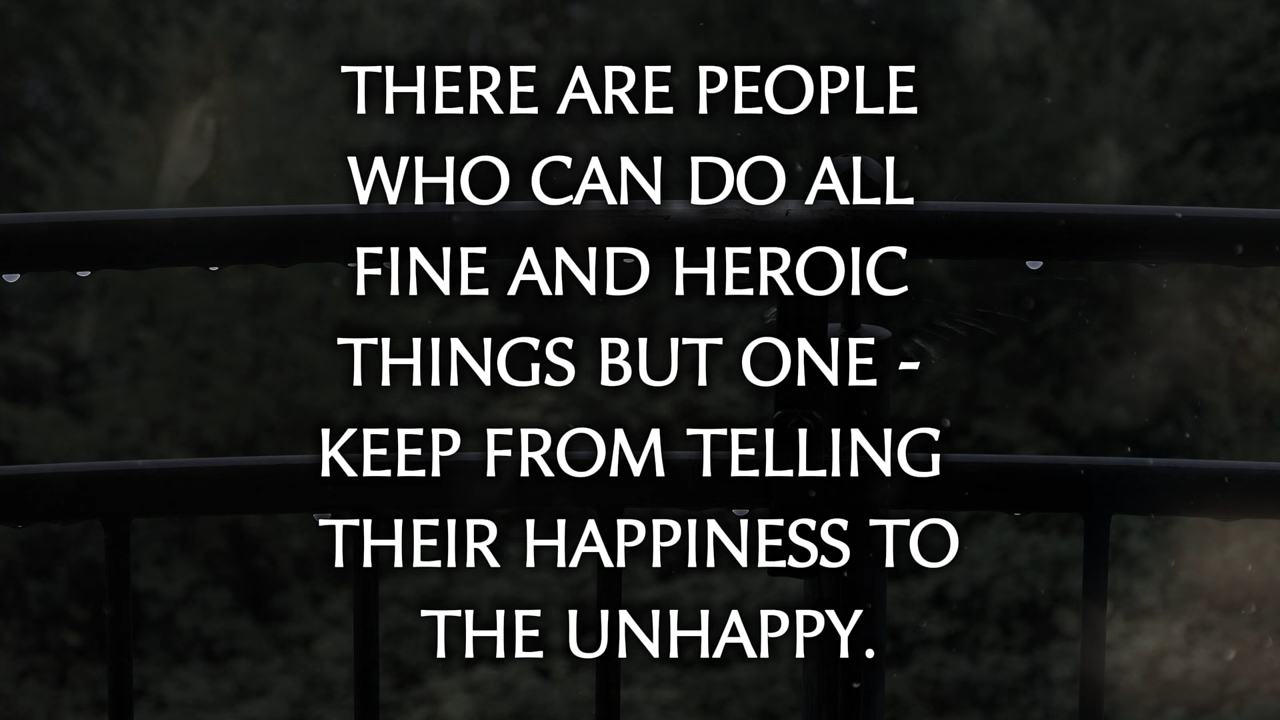 THERE ARE PEOPLE
WHO CAN DO ALL
FINE AND HEROIC
THINGS BUT ONE -
KEEP FROM TELLING
THEIR HAPPINESS TO
THE UNHAPPY.